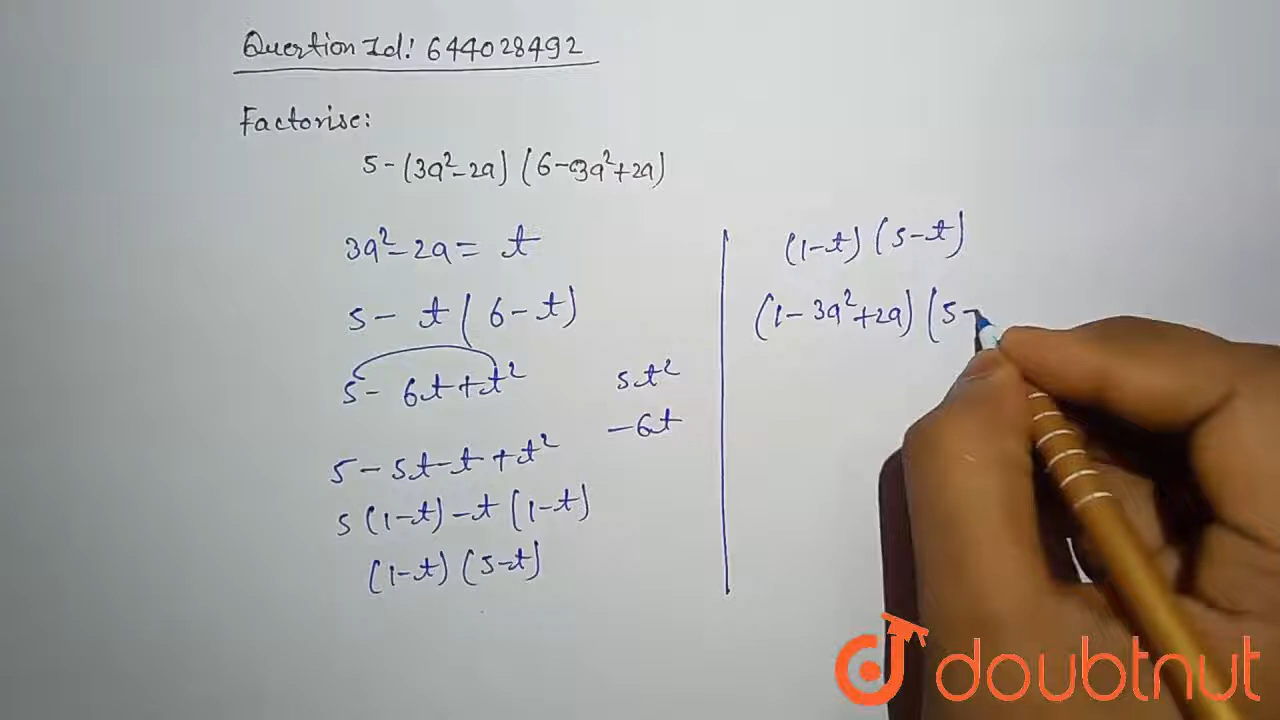 Question Id: 644028492
Factorise:
5-(3a²-2a)(6-3a²+2a)
3a²-2a = t
5 - t(6-t)
5 - 6t + t²
5t²
-6t
5 - 5t - t + t²
5(1-t) - t(1-t)
(1-t)(5-t)
(1-t)(5-t)
(1-3a²+2a)(5-
doubtnut